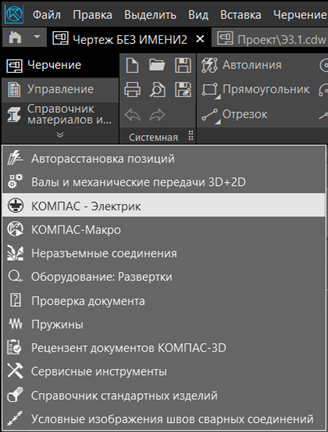 Файл Правка Выделить Вид Вставка Черчение
Чертеж БЕЗ ИМЕНИ2 × Проект\Э3.1.cdw
Черчение
Управление
Справочник
материалов и...
Автолиния
Прямоугольник
Отрезок
Системная
Авторасстановка позиций
Валы и механические передачи 3D+2D
КОМПАС - Электрик
КОМПАС-Макро
Неразъемные соединения
Оборудование: Развертки
Проверка документа
Пружины
Рецензент документов КОМПАС-3D
Сервисные инструменты
Справочник стандартных изделий
Условные изображения швов сварных соединений